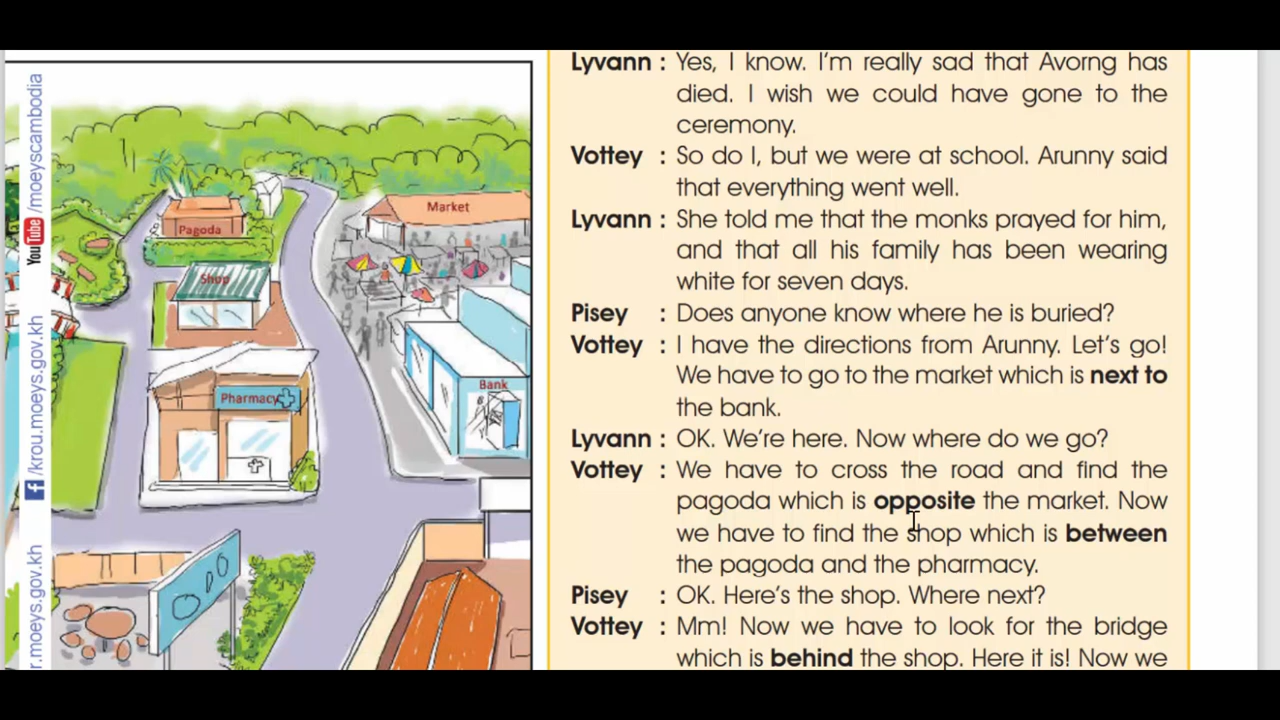 YouTube /moeyscambodia
f /krou.moeys.gov.kh
r.moeys.gov.kh
Market
Pagoda
Shop
Bank
Pharmacy
Lyvann : Yes, I know. I'm really sad that Avorng has
died. I wish we could have gone to the
ceremony.
Vottey : So do I, but we were at school. Arunny said
that everything went well.
Lyvann : She told me that the monks prayed for him,
and that all his family has been wearing
white for seven days.
Pisey : Does anyone know where he is buried?
Vottey : I have the directions from Arunny. Let's go!
We have to go to the market which is next to
the bank.
Lyvann : OK. We're here. Now where do we go?
Vottey : We have to cross the road and find the
pagoda which is opposite the market. Now
we have to find the shop which is between
the pagoda and the pharmacy.
Pisey : OK. Here's the shop. Where next?
Vottey : Mm! Now we have to look for the bridge
which is behind the shop. Here it is! Now we